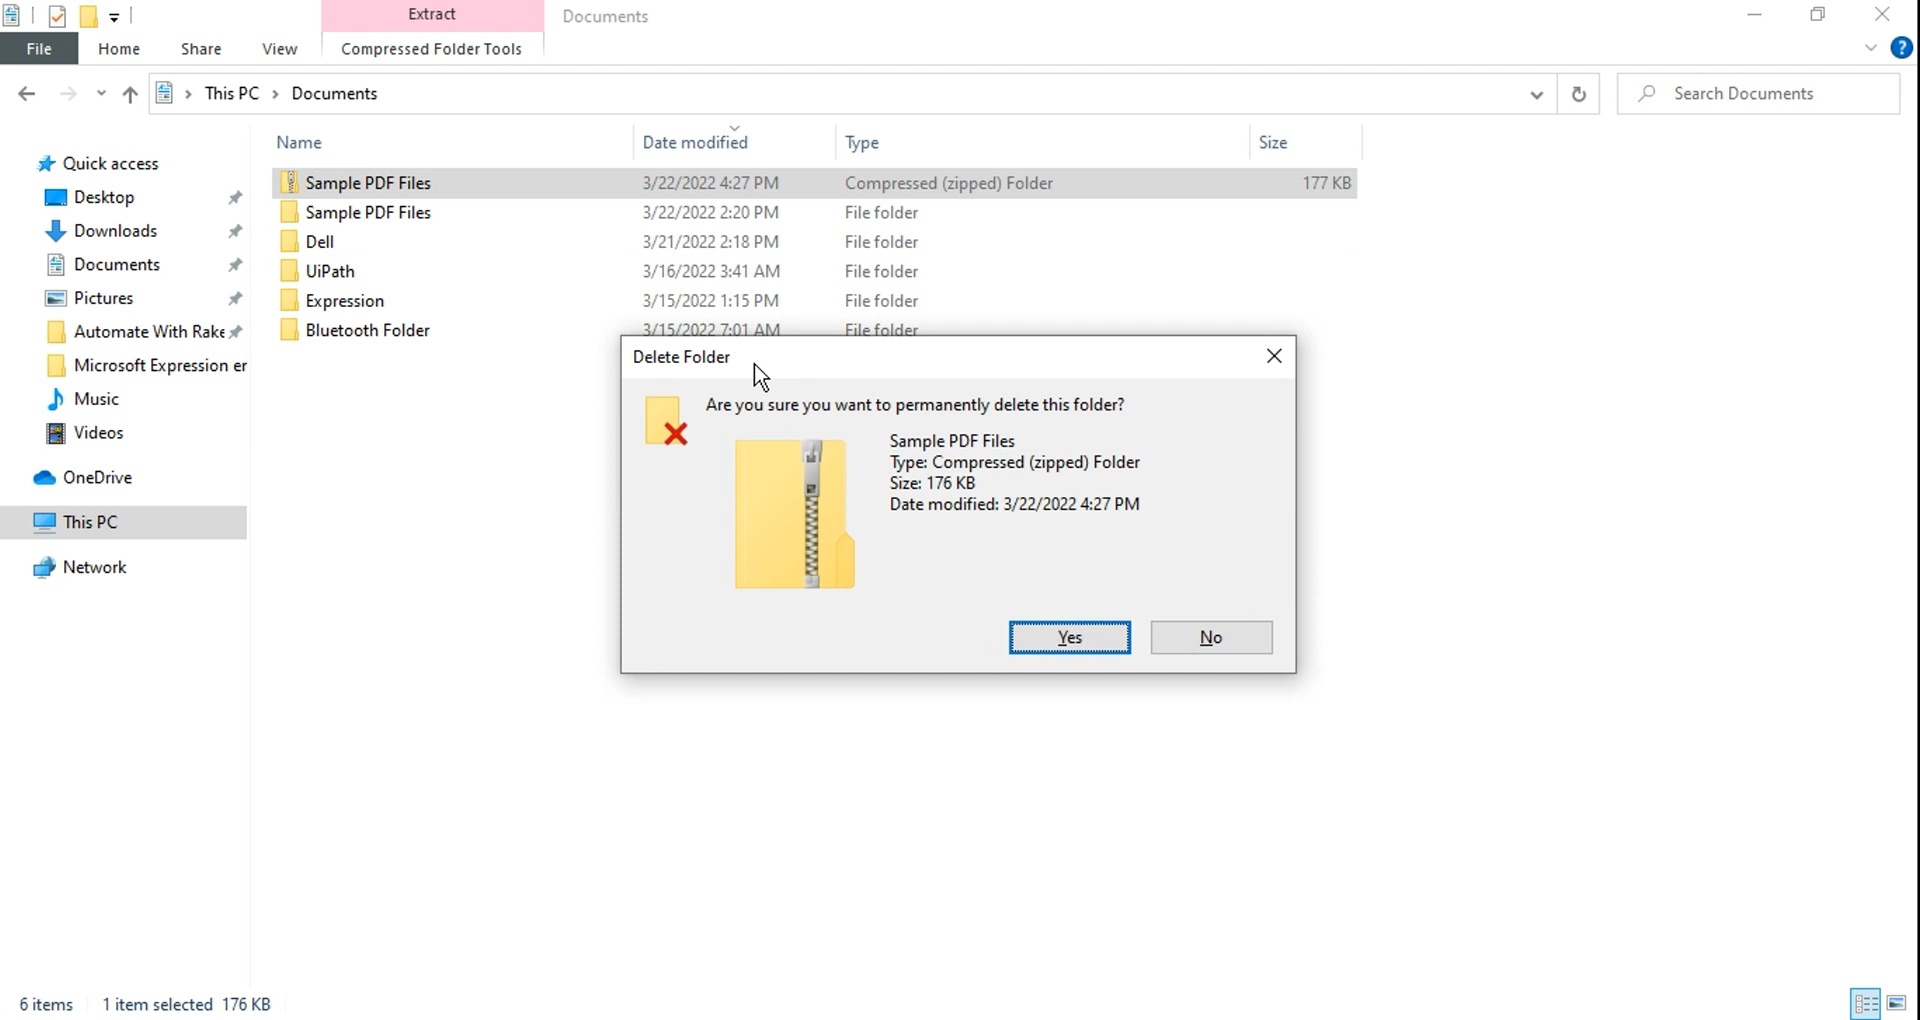 Extract Documents
File Home Share View Compressed Folder Tools ?
This PC Documents Search Documents
Name Date modified Type Size
Quick access
Desktop
Downloads
Documents
Pictures
Automate With Rake
Microsoft Expression er
Music
Videos
OneDrive
This PC
Network
Sample PDF Files 3/22/2022 4:27 PM Compressed (zipped) Folder 177 KB
Sample PDF Files 3/22/2022 2:20 PM File folder
Dell 3/21/2022 2:18 PM File folder
UiPath 3/16/2022 3:41 AM File folder
Expression 3/15/2022 1:15 PM File folder
Bluetooth Folder 3/15/2022 7:01 AM File folder
Delete Folder
Are you sure you want to permanently delete this folder?
Sample PDF Files
Type: Compressed (zipped) Folder
Size: 176 KB
Date modified: 3/22/2022 4:27 PM
Yes No
6 items 1 item selected 176 KB